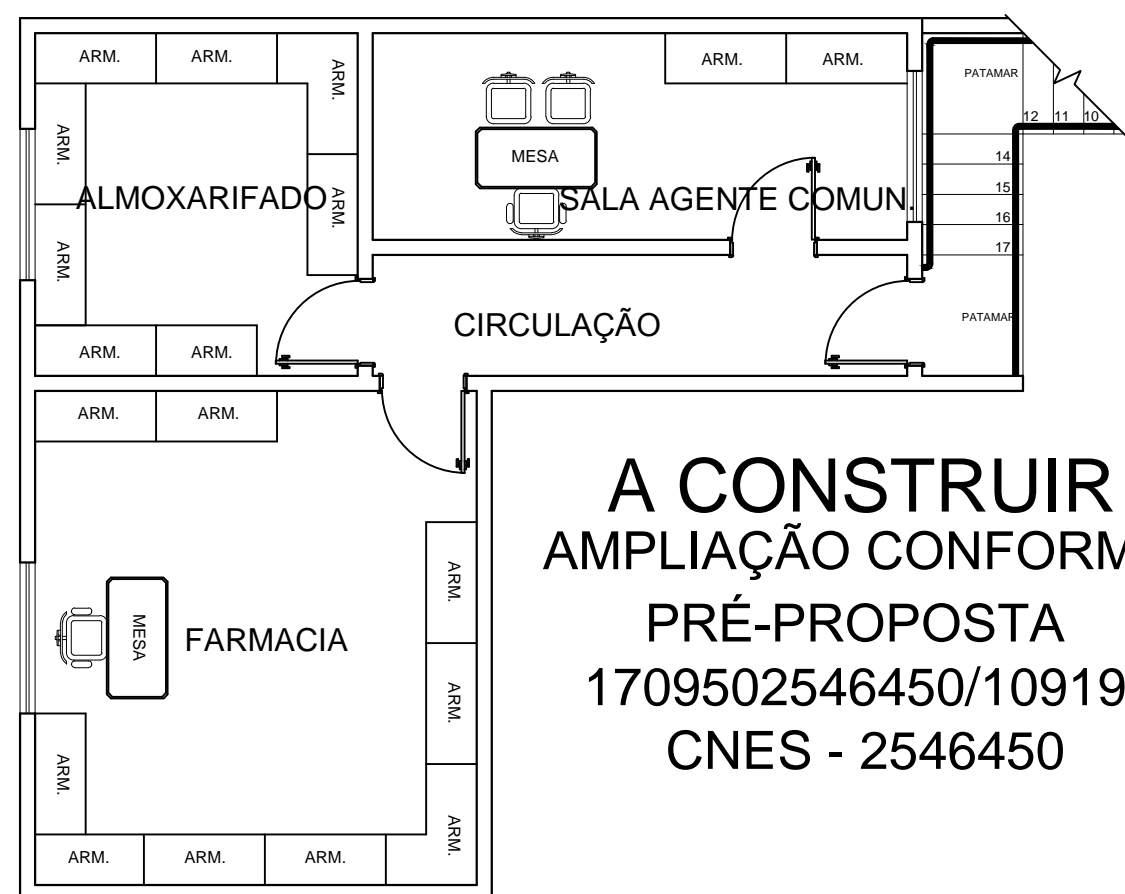 ARM. ARM. ARM. ARM. ARM.
PATAMAR
ARM.
12 11 10
ARM.
MESA
14
ALMOXARIFADO ARM. SALA AGENTE COMUN.
15
16
ARM.
17
CIRCULAÇÃO PATAMAR
ARM. ARM.
ARM. ARM.
A CONSTRUIR
AMPLIAÇÃO CONFORM
ARM.
PRÉ-PROPOSTA
MESA FARMACIA
1709502546450/10919
ARM.
CNES - 2546450
ARM.
ARM.
ARM. ARM. ARM.